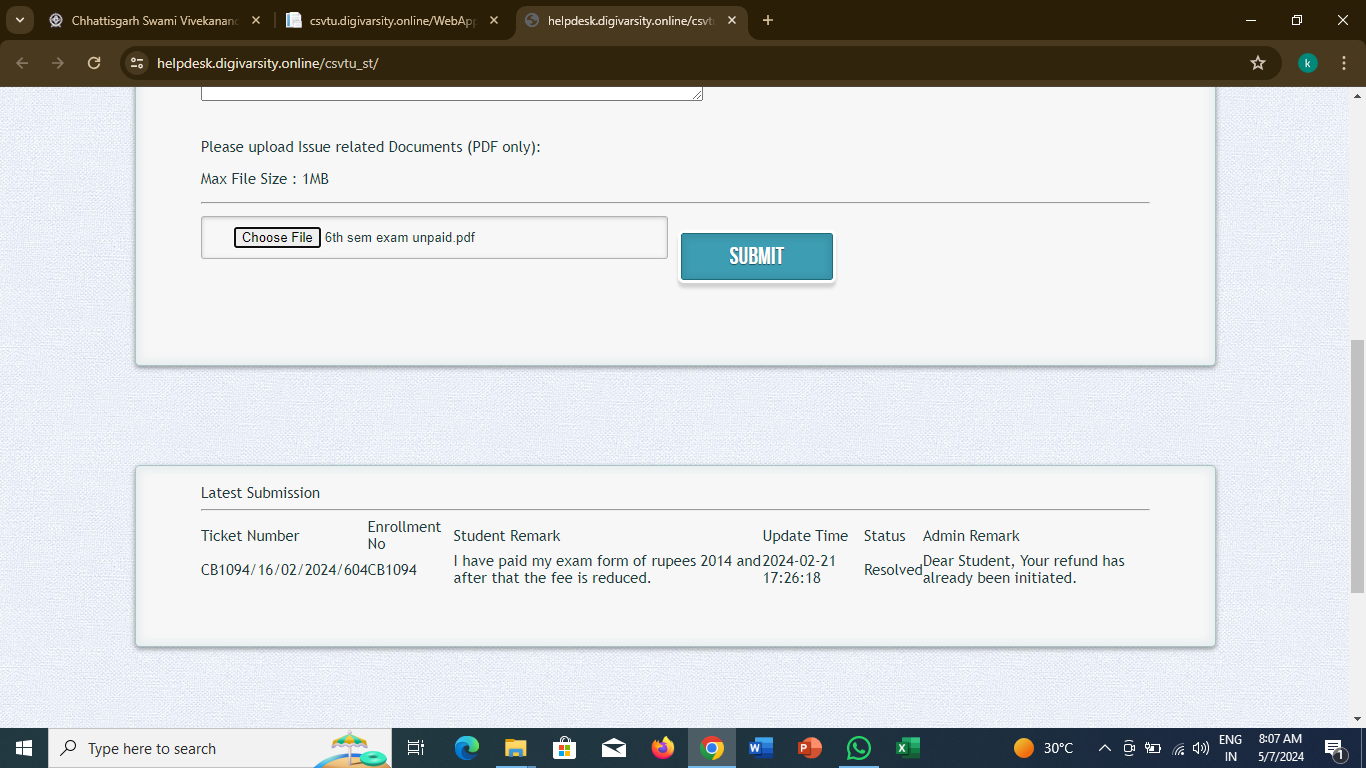 Chhattisgarh Swami Vivekananc
csvtu.digivarsity.online/WebApp
helpdesk.digivarsity.online/csvtu
helpdesk.digivarsity.online/csvtu_st/
k
Please upload Issue related Documents (PDF only):
Max File Size : 1MB
Choose File 6th sem exam unpaid.pdf
SUBMIT
Latest Submission
Ticket Number Enrollment No Student Remark Update Time Status Admin Remark
CB1094/16/02/2024/604 CB1094 I have paid my exam form of rupees 2014 and after that the fee is reduced. 2024-02-21 17:26:18 Resolved Dear Student, Your refund has already been initiated.
Type here to search
30°C
ENG
IN
8:07 AM
5/7/2024
1